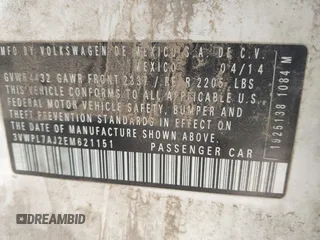 MFD BY VOLKSWAGEN DE MEXICO S.A. DE C.V.
MEXICO 04/14
GVWR 4432 GAWR FRONT 2337 / REAR 2205 LBS
THIS VEHICLE CONFORMS TO ALL APPLICABLE
FEDERAL MOTOR VEHICLE SAFETY, BUMPER AND
THEFT PREVENTION STANDARDS IN EFFECT ON THE
DATE OF MANUFACTURE SHOWN ABOVE.
3VWPL7AJ2EM621151 PASSENGER CAR
1084 M
AUTOBIDMASTER